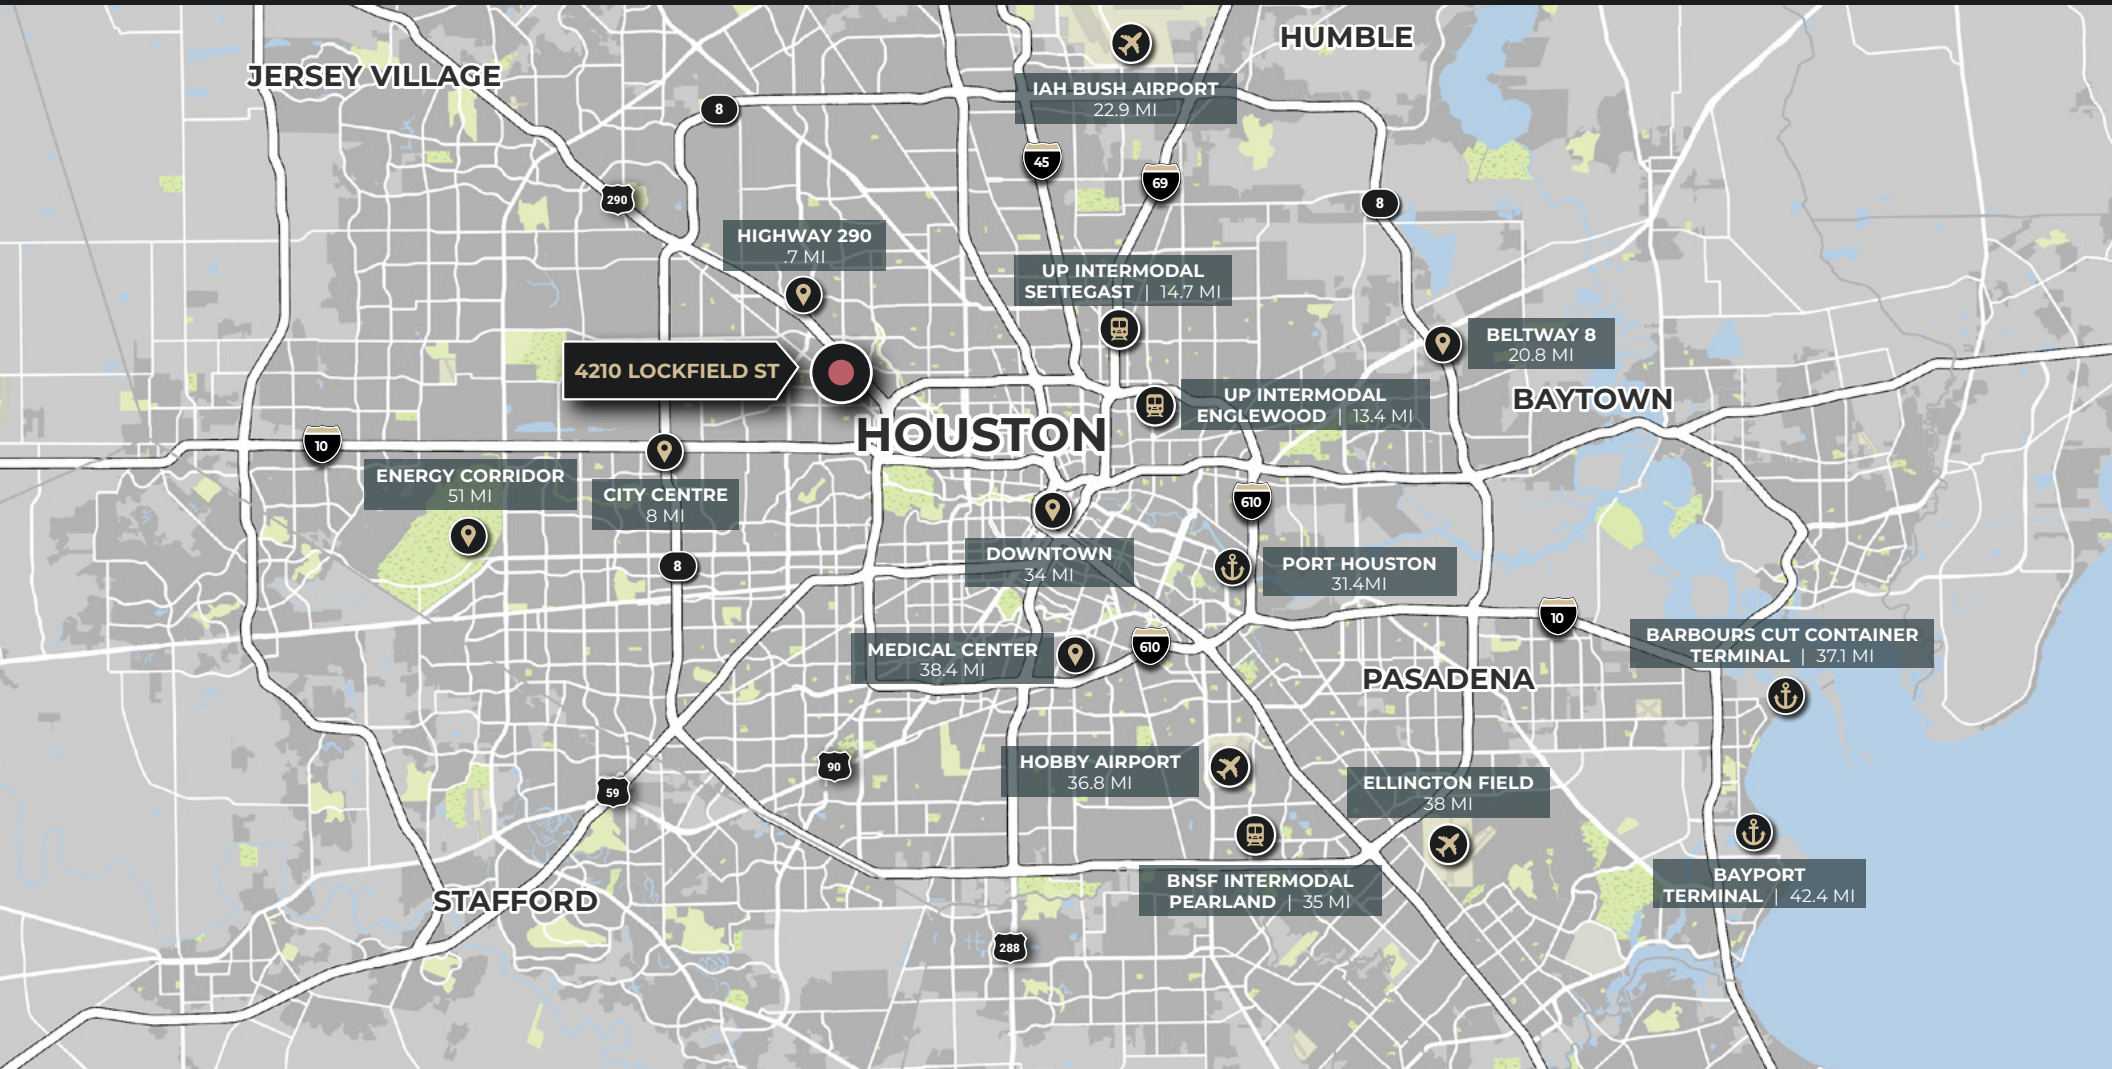 HUMBLE
JERSEY VILLAGE
IAH BUSH AIRPORT
22.9 MI
8
45
69
290
8
HIGHWAY 290
.7 MI
UP INTERMODAL
SETTEGAST | 14.7 MI
BELTWAY 8
20.8 MI
4210 LOCKFIELD ST
UP INTERMODAL
ENGLEWOOD | 13.4 MI
BAYTOWN
HOUSTON
10
ENERGY CORRIDOR
51 MI
CITY CENTRE
8 MI
610
DOWNTOWN
34 MI
8
PORT HOUSTON
31.4MI
10
MEDICAL CENTER
38.4 MI
610
BARBOURS CUT CONTAINER
TERMINAL | 37.1 MI
PASADENA
90
HOBBY AIRPORT
36.8 MI
ELLINGTON FIELD
38 MI
59
BNSF INTERMODAL
PEARLAND | 35 MI
BAYPORT
TERMINAL | 42.4 MI
STAFFORD
288